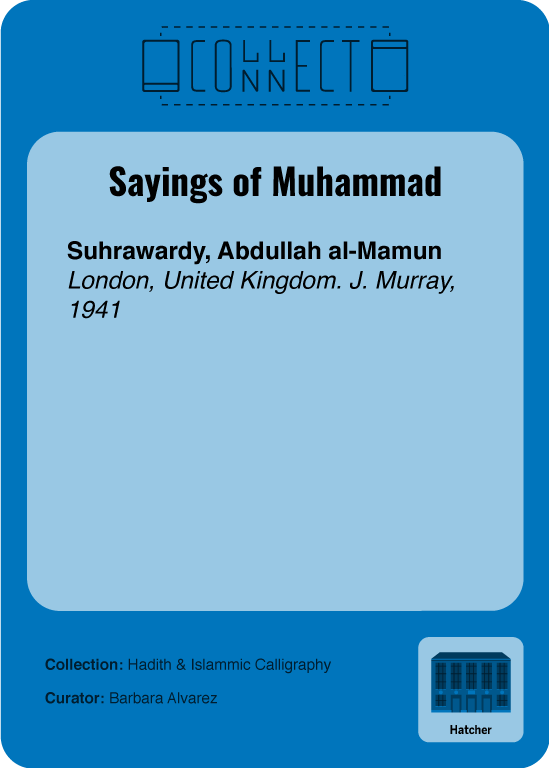 COLLECT
CONNECT
Sayings of Muhammad
Suhrawardy, Abdullah al-Mamun
London, United Kingdom. J. Murray,
1941
Collection: Hadith & Islammic Calligraphy
Curator: Barbara Alvarez
Hatcher